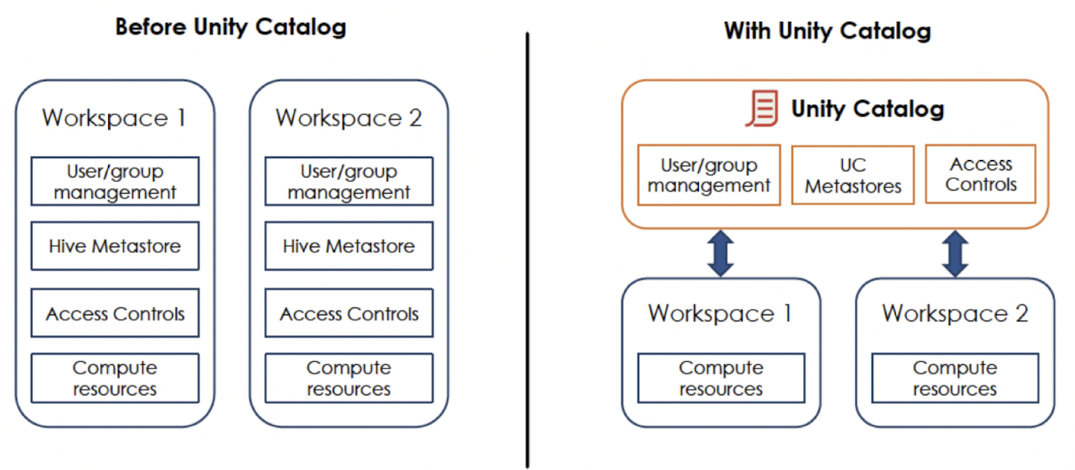 Before Unity Catalog
Workspace 1
User/group
management
Hive Metastore
Access Controls
Compute
resources
Workspace 2
User/group
management
Hive Metastore
Access Controls
Compute
resources
With Unity Catalog
Unity Catalog
User/group
management
UC
Metastores
Access
Controls
Workspace 1
Compute
resources
Workspace 2
Compute
resources